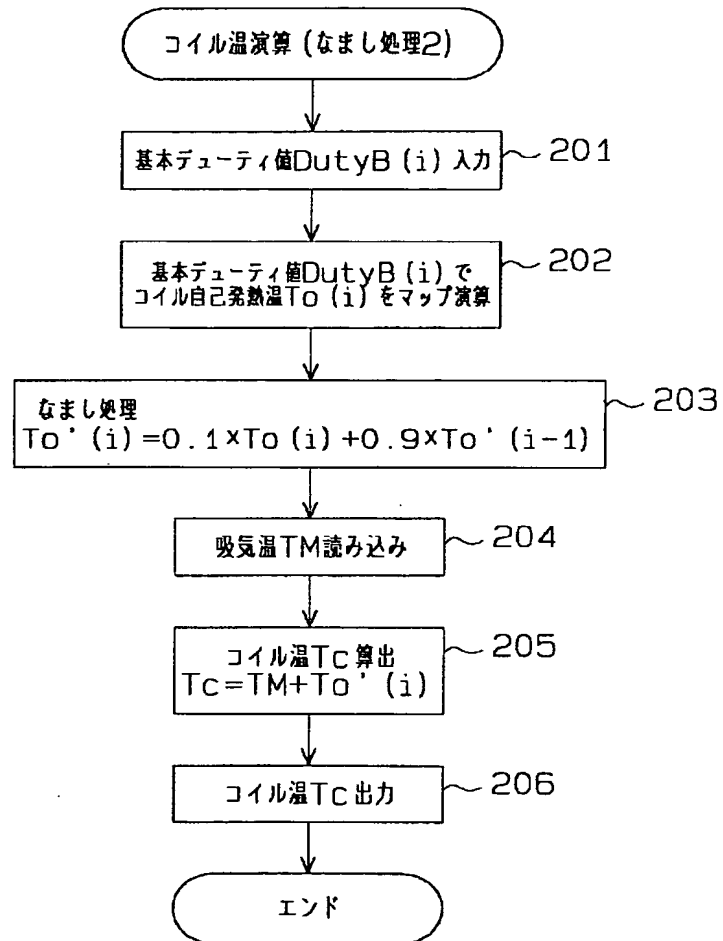 コイル温演算(なまし処理2)
基本デューティ値DutyB(i)入力
201
基本デューティ値DutyB(i)で
コイル自己発熱温To(i)をマップ演算
202
なまし処理
To'(i)=0.1×To(i)+0.9×To'(i-1)
203
吸気温TM読み込み
204
コイル温Tc算出
Tc=TM+To'(i)
205
コイル温Tc出力
206
エンド